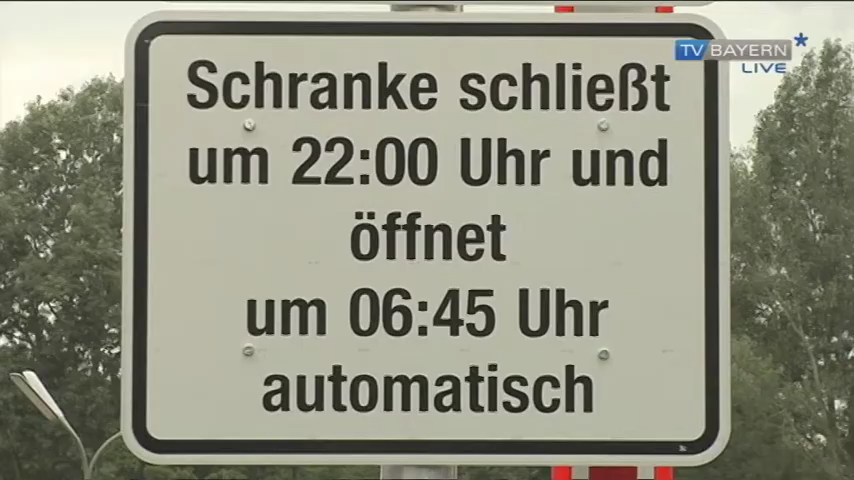 TV BAYERN
LIVE
Schranke schließt
um 22:00 Uhr und
öffnet
um 06:45 Uhr
automatisch